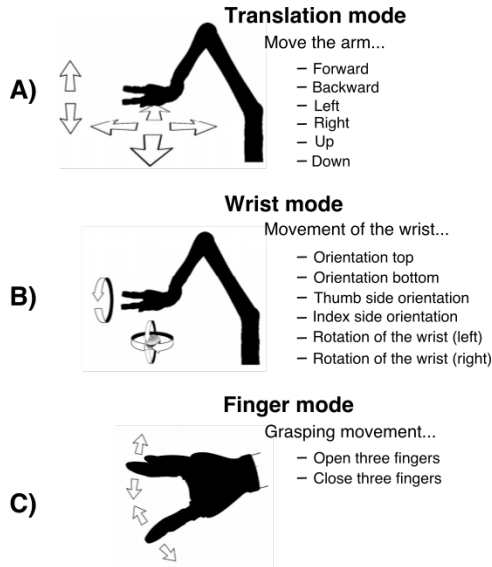 Translation mode
Move the arm...
A)
– Forward
– Backward
– Left
– Right
– Up
– Down
Wrist mode
Movement of the wrist...
B)
– Orientation top
– Orientation bottom
– Thumb side orientation
– Index side orientation
– Rotation of the wrist (left)
– Rotation of the wrist (right)
Finger mode
Grasping movement...
C)
– Open three fingers
– Close three fingers